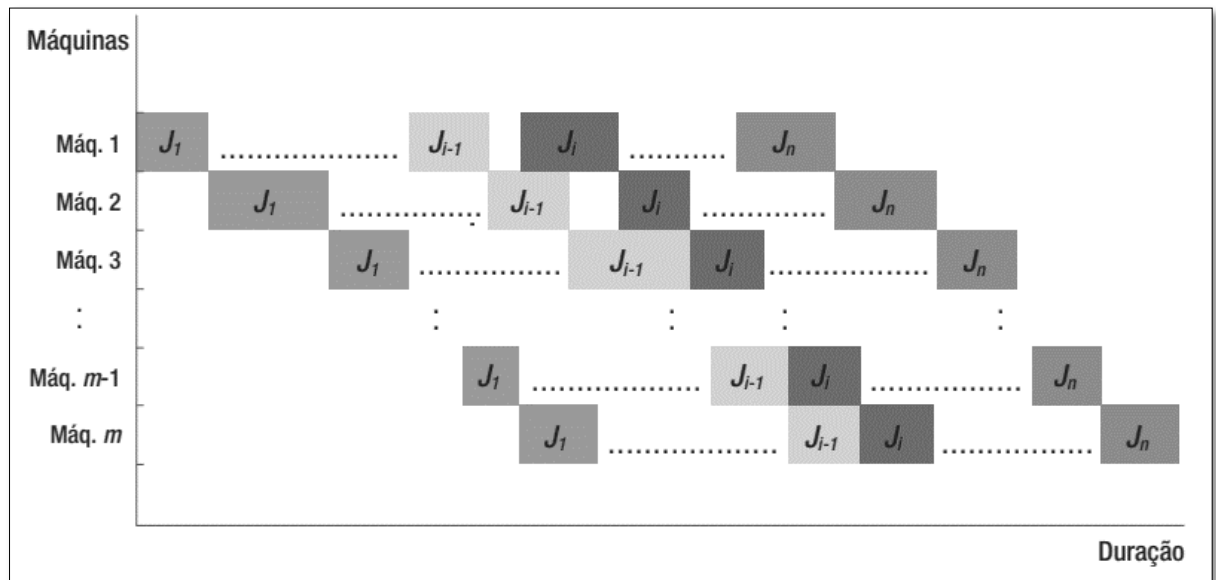 Máquinas
Máq. 1 J1 .................... Ji-1 Ji ........... Jn
Máq. 2 J1 ................ Ji-1 Ji .............. Jn
Máq. 3 J1 ................ Ji-1 Ji .................. Jn
: : : : :
Máq. m-1 J1 ................... Ji-1 Ji ................. Jn
Máq. m J1 ................... Ji-1 Ji ................. Jn
Duração